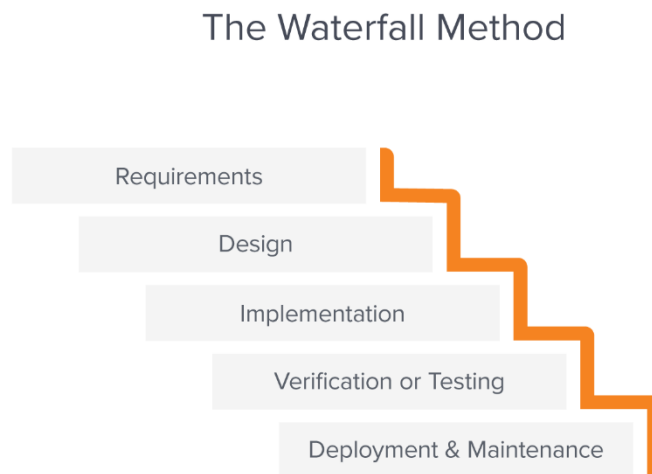 The Waterfall Method
Requirements
Design
Implementation
Verification or Testing
Deployment & Maintenance